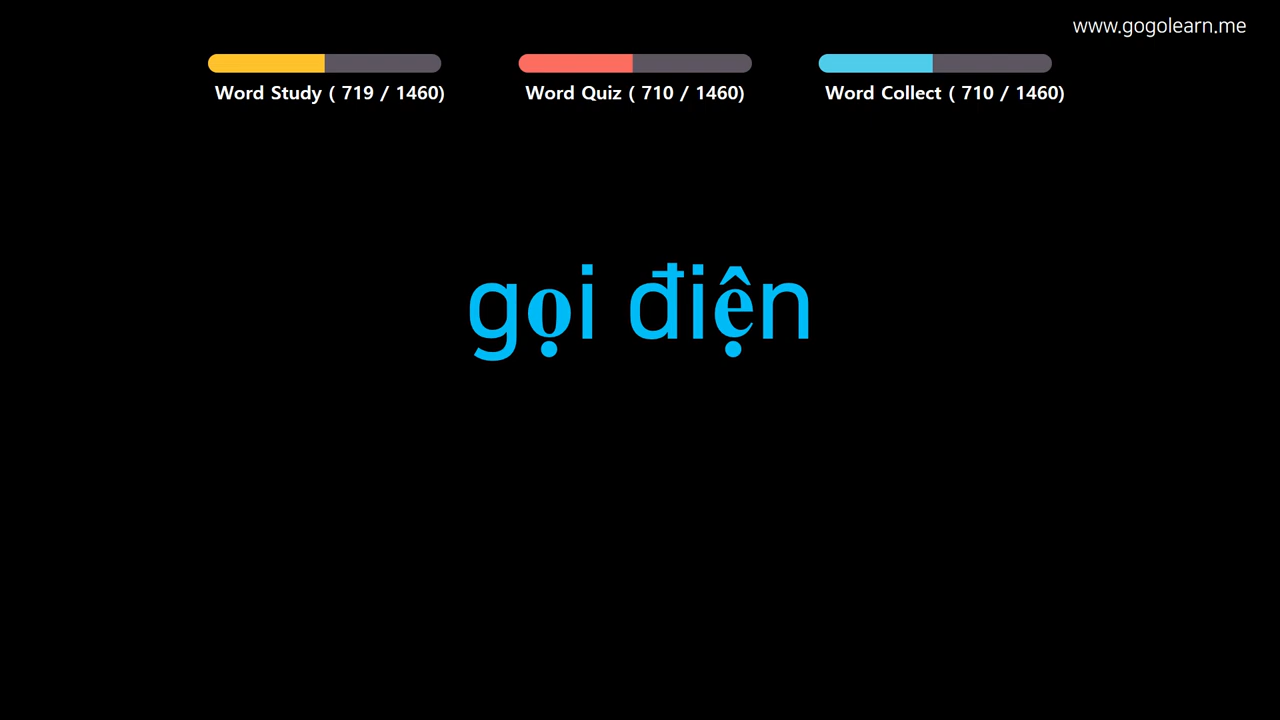 www.gogolearn.me
Word Study ( 719 / 1460)
Word Quiz ( 710 / 1460)
Word Collect ( 710 / 1460)
gọi điện